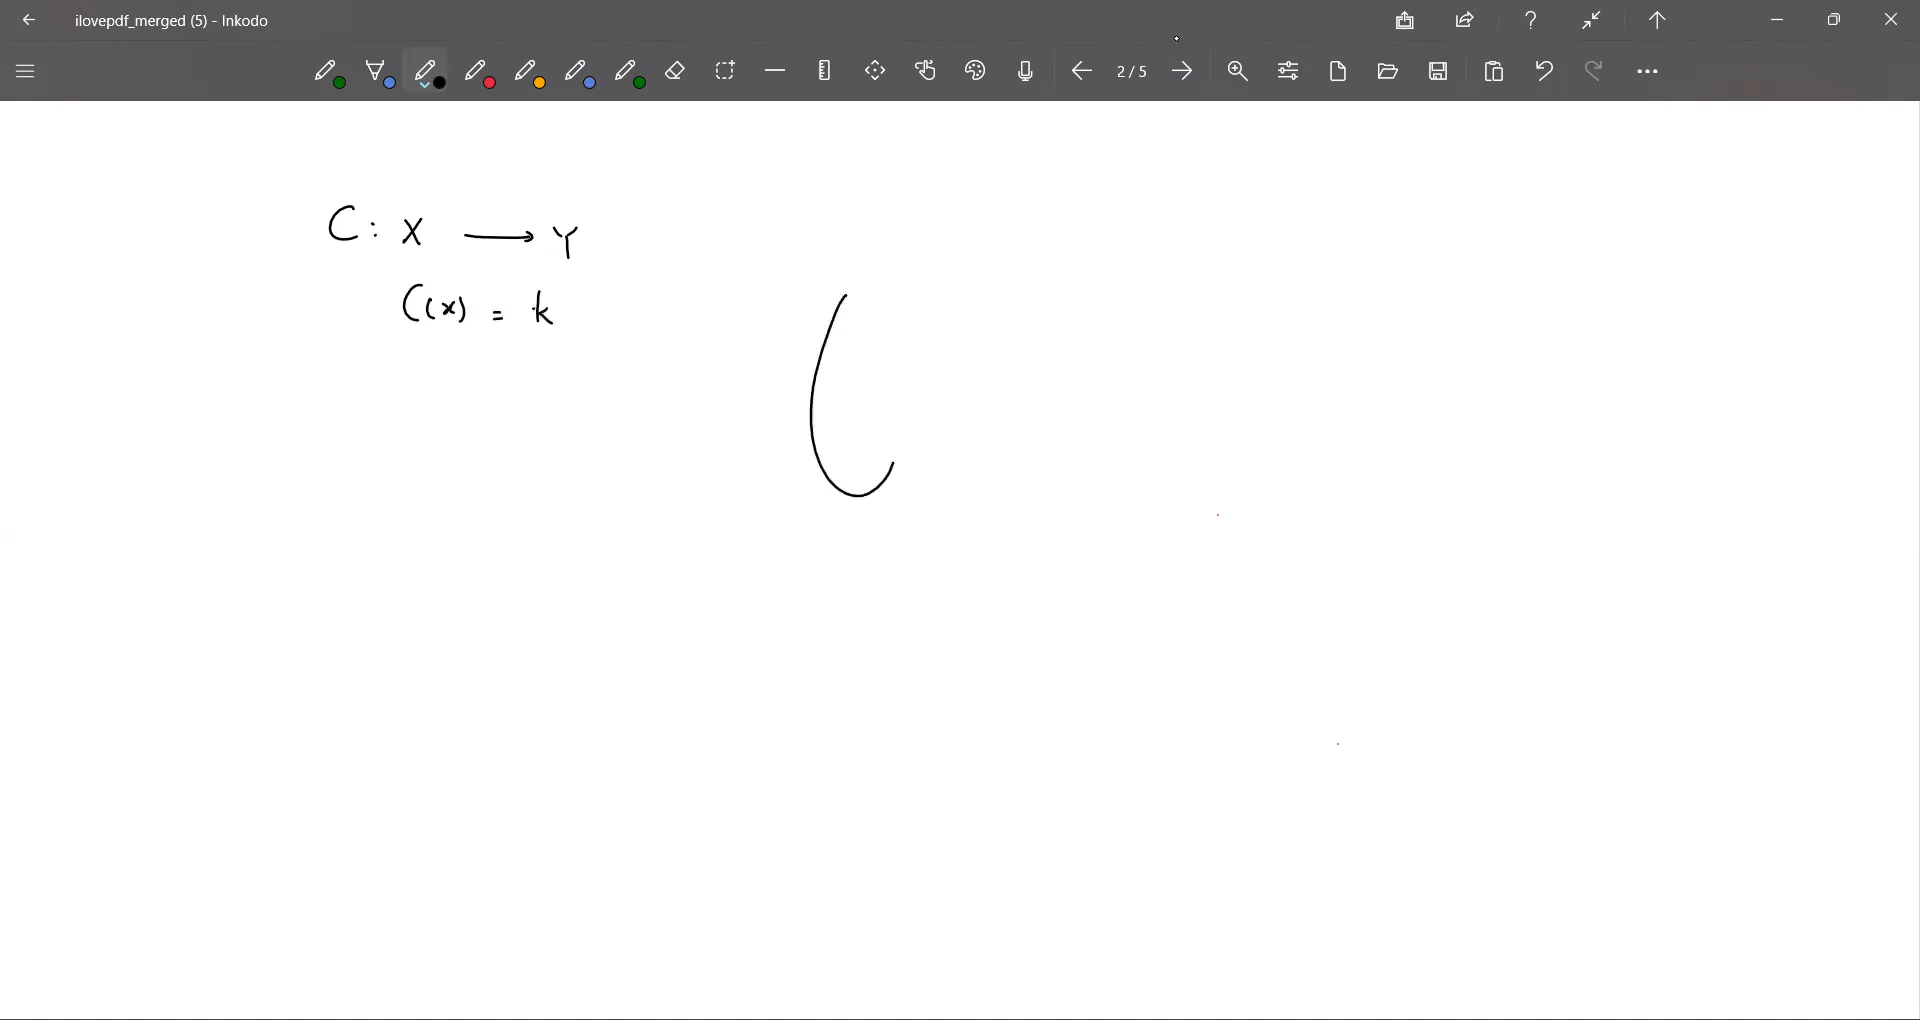 ilovepdf_merged (5) - Inkodo
2 / 5
C: X ⟶ Y
C(x) = k